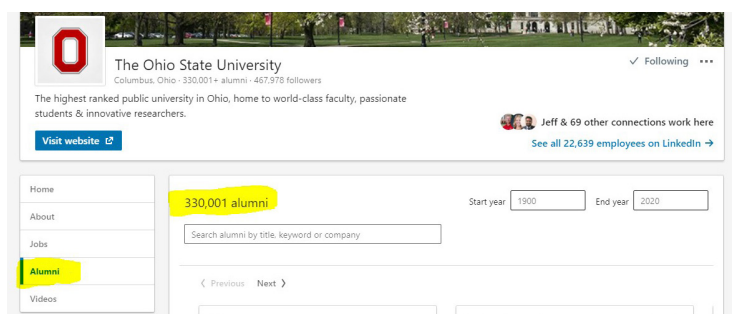 The Ohio State University
Columbus, Ohio · 330,001+ alumni · 467,978 followers
✓ Following •••
The highest ranked public university in Ohio, home to world-class faculty, passionate
students & innovative researchers.
Jeff & 69 other connections work here
Visit website
See all 22,639 employees on LinkedIn →
Home
About
Jobs
Alumni
Videos
330,001 alumni
Start year 1900 End year 2020
Search alumni by title, keyword or company
❮ Previous Next ❯